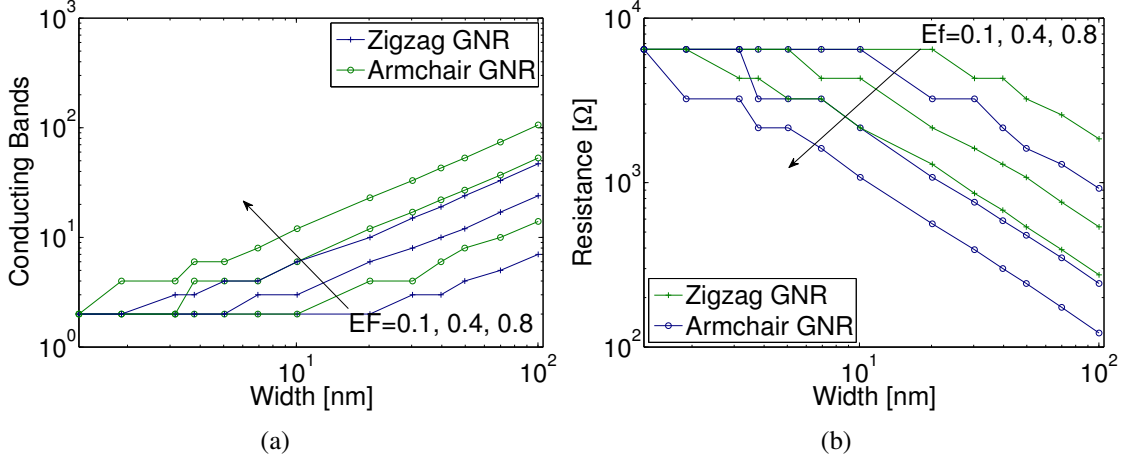 10^3
10^2
10^1
10^0
Conducting Bands
Zigzag GNR
Armchair GNR
EF=0.1, 0.4, 0.8
10^1
10^2
Width [nm]
(a)
10^4
10^3
10^2
Resistance [Ω]
Ef=0.1, 0.4, 0.8
Zigzag GNR
Armchair GNR
10^1
10^2
Width [nm]
(b)